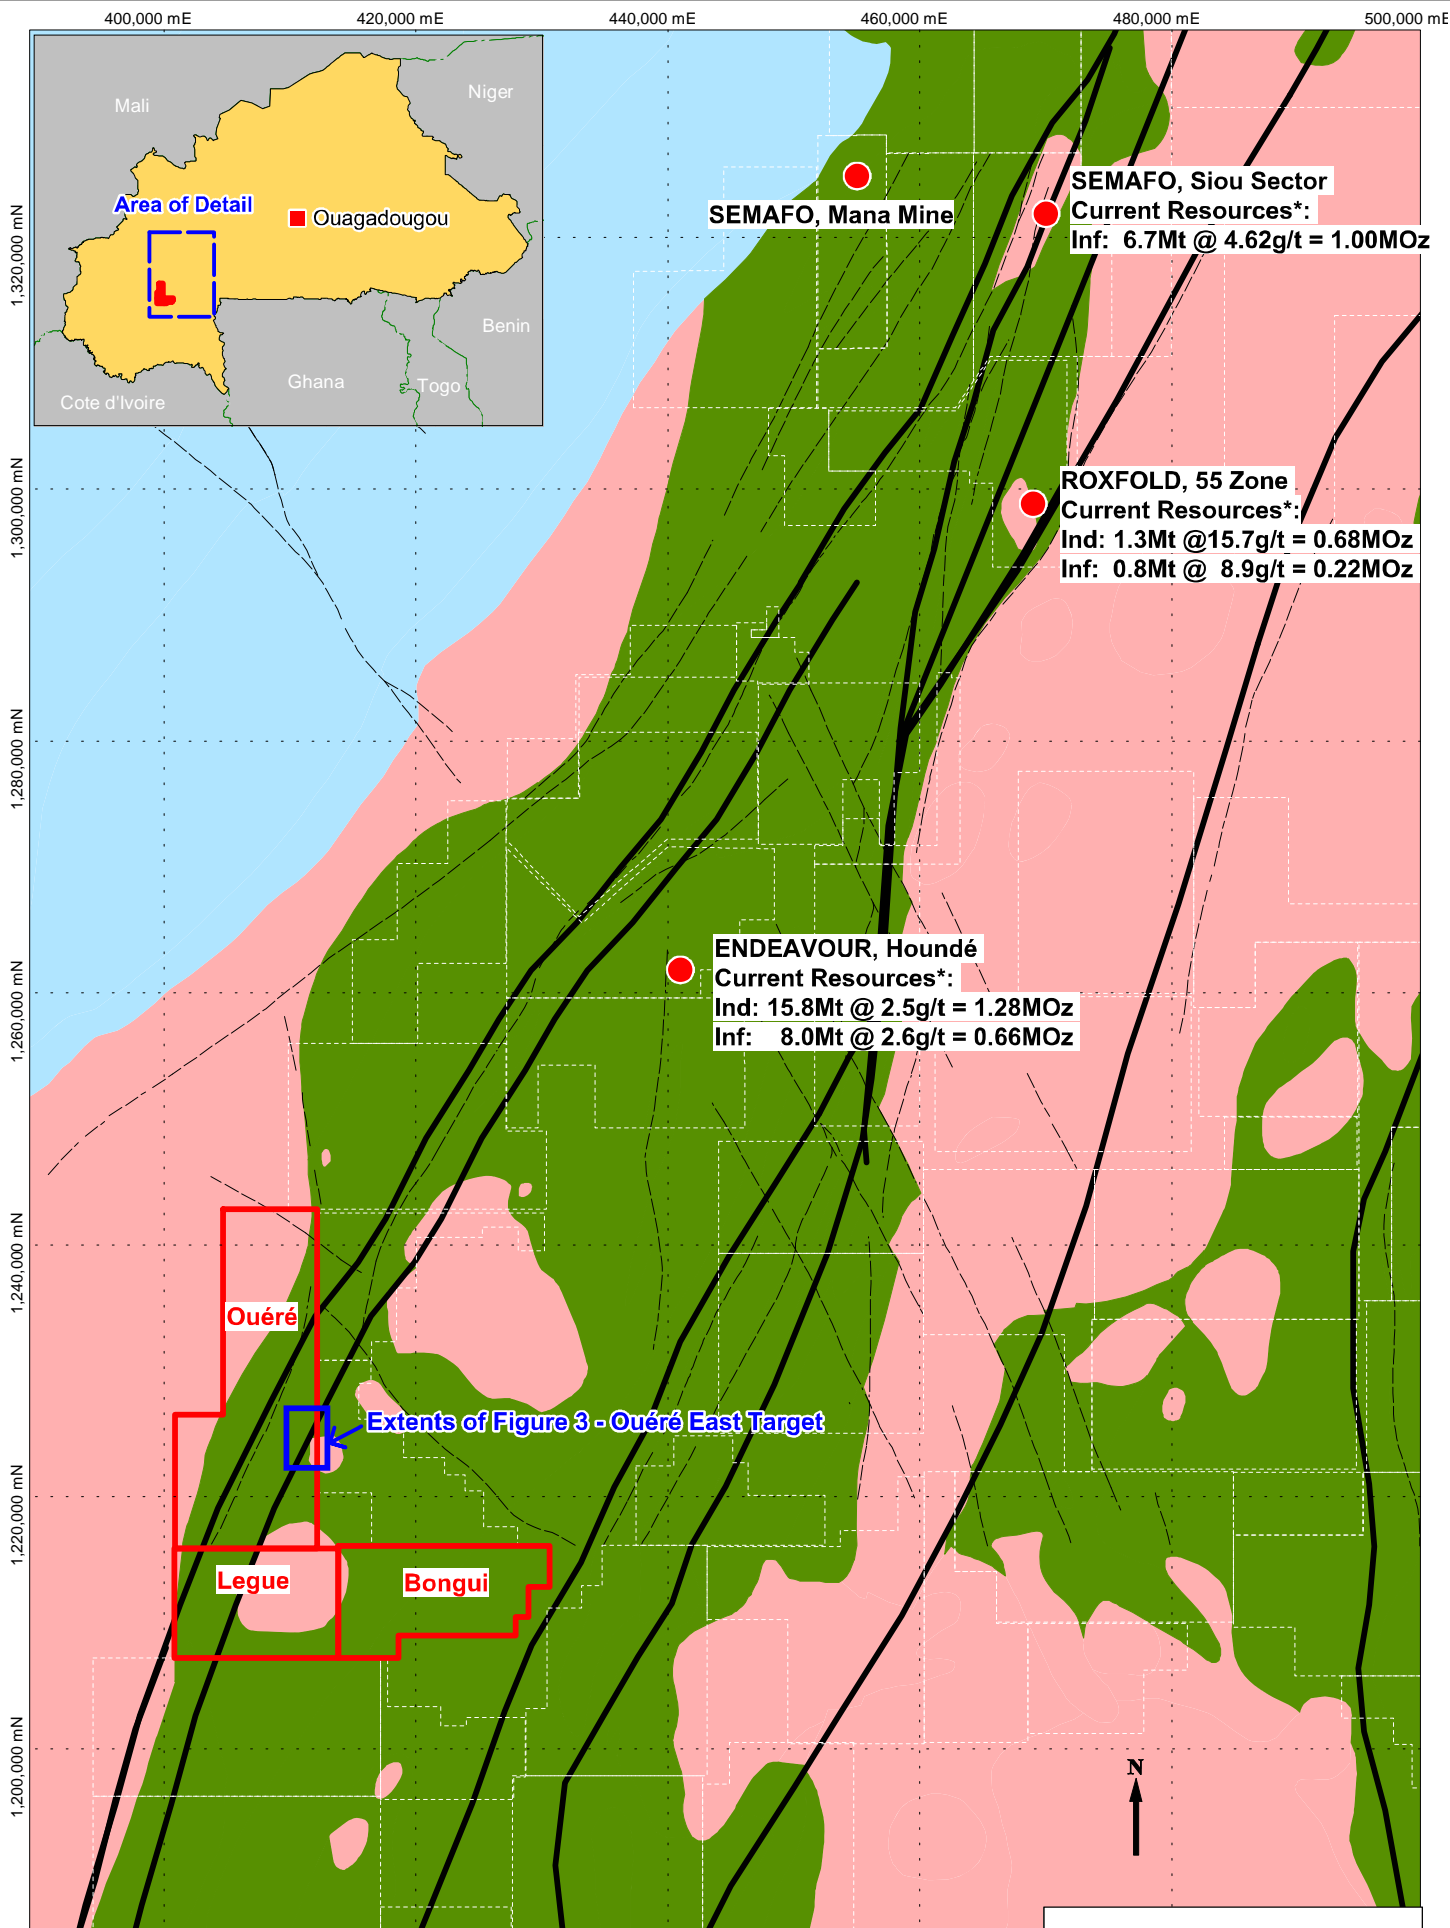 400,000 mE
420,000 mE
440,000 mE
460,000 mE
480,000 mE
500,000 mE
Mali
Niger
Area of Detail
Ouagadougou
Benin
Ghana
Togo
Cote d'Ivoire
1,320,000 mN
SEMAFO, Mana Mine
SEMAFO, Siou Sector
Current Resources*:
Inf: 6.7Mt @ 4.62g/t = 1.00MOz
1,300,000 mN
ROXFOLD, 55 Zone
Current Resources*:
Ind: 1.3Mt @15.7g/t = 0.68MOz
Inf: 0.8Mt @ 8.9g/t = 0.22MOz
1,280,000 mN
1,260,000 mN
ENDEAVOUR, Houndé
Current Resources*:
Ind: 15.8Mt @ 2.5g/t = 1.28MOz
Inf: 8.0Mt @ 2.6g/t = 0.66MOz
1,240,000 mN
Ouéré
Extents of Figure 3 - Ouéré East Target
1,220,000 mN
Legue
Bongui
1,200,000 mN
N